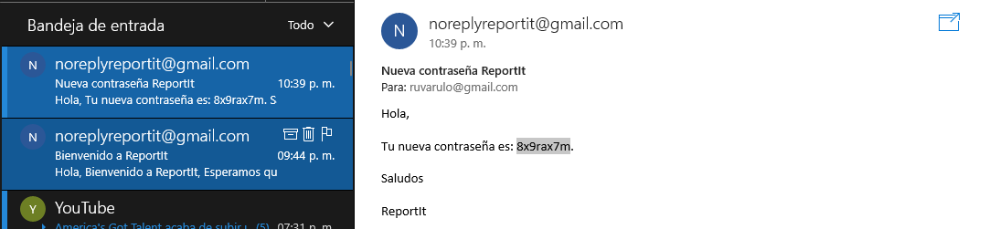 Bandeja de entrada
Todo
N
noreplyreportit@gmail.com
Nueva contraseña ReportIt
10:39 p. m.
Hola, Tu nueva contraseña es: 8x9rax7m. S
N
noreplyreportit@gmail.com
Bienvenido a ReportIt
09:44 p. m.
Hola, Bienvenido a ReportIt, Esperamos qu
Y
YouTube
America's Got Talent acaba de subir
(5)
07:31 p. m.
N
noreplyreportit@gmail.com
10:39 p. m.
Nueva contraseña ReportIt
Para: ruvarulo@gmail.com
Hola,
Tu nueva contraseña es: 8x9rax7m.
Saludos
ReportIt